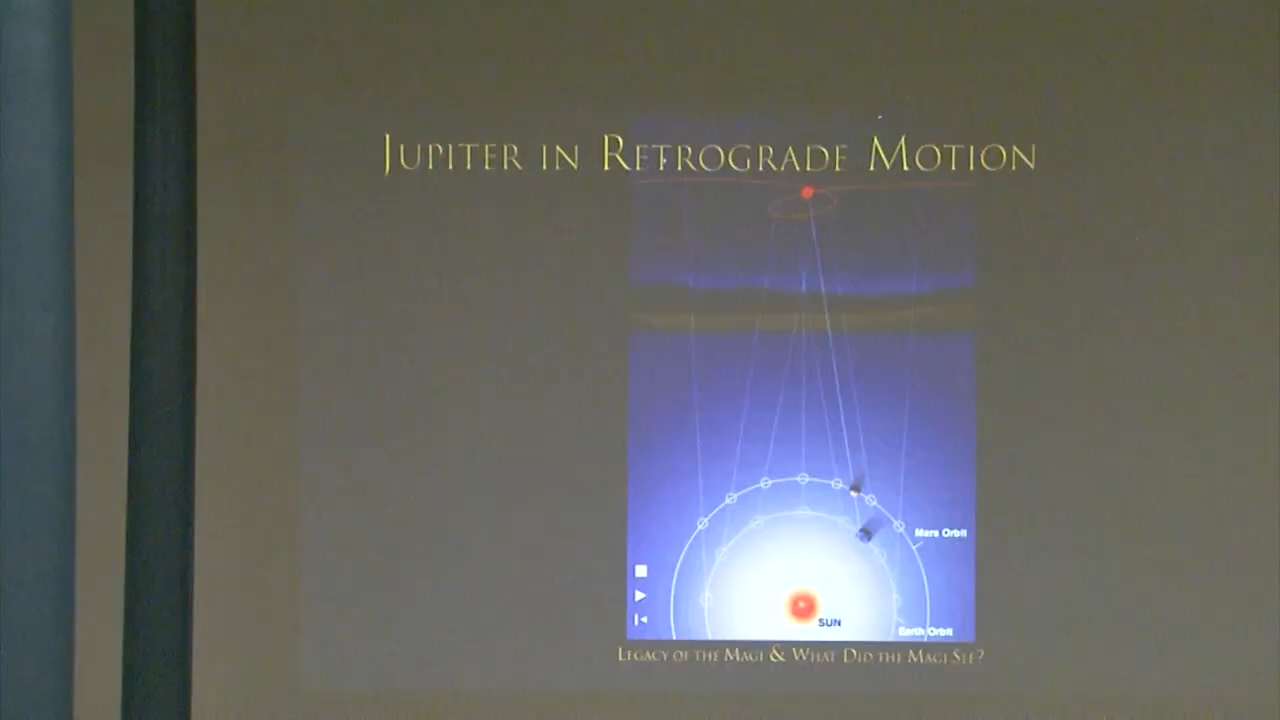 Jupiter in Retrograde Motion
Mars Orbit
SUN
Earth Orbit
Legacy of the Magi & What Did the Magi See?